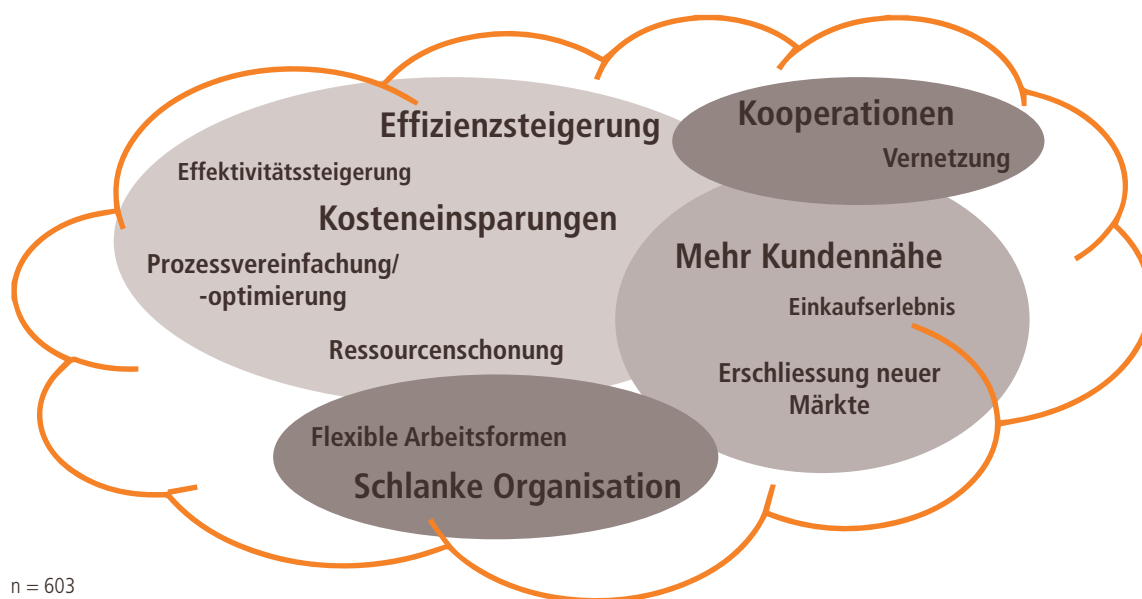 Effizienzsteigerung
Kooperationen
Vernetzung
Effektivitätssteigerung
Kosteneinsparungen
Mehr Kundennähe
Prozessvereinfachung/
-optimierung
Einkaufserlebnis
Ressourcenschonung
Erschliessung neuer
Märkte
Flexible Arbeitsformen
Schlanke Organisation
n = 603